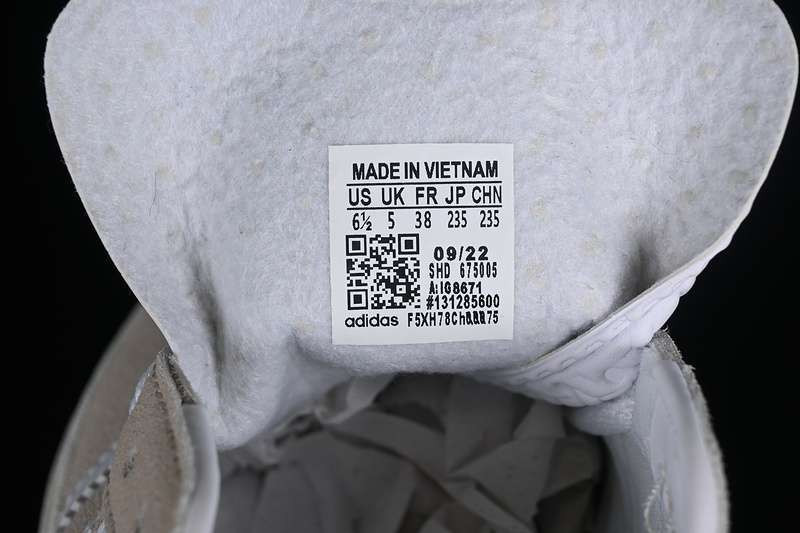 MADE IN VIETNAM
US UK FR JP CHN
6½ 5 38 235 235
09/22
SHD 675005
A:IG8671
#131285600
adidas